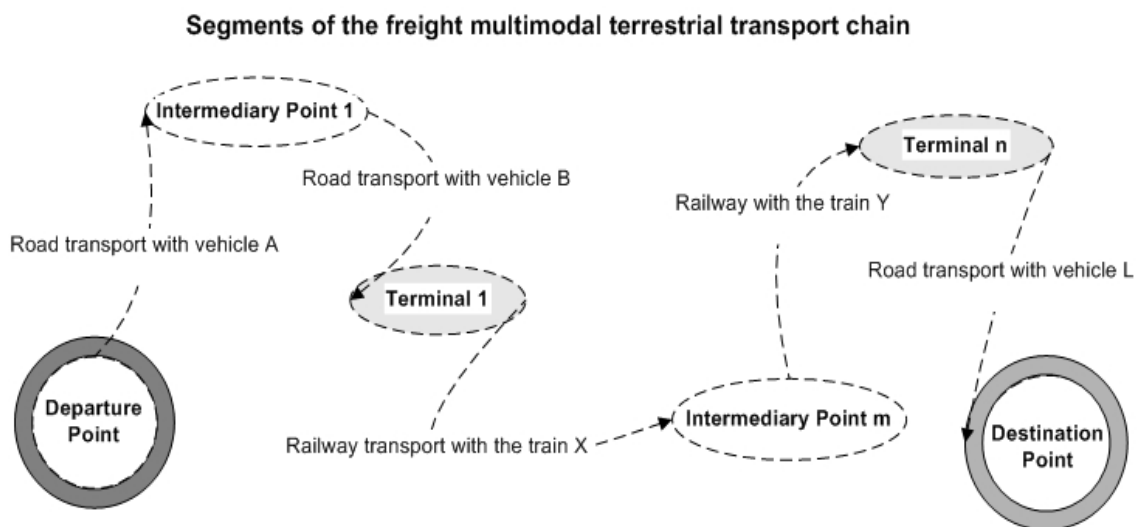 Segments of the freight multimodal terrestrial transport chain
Intermediary Point 1
Road transport with vehicle B
Road transport with vehicle A
Terminal 1
Departure
Point
Railway transport with the train X
Intermediary Point m
Railway with the train Y
Terminal n
Road transport with vehicle L
Destination
Point